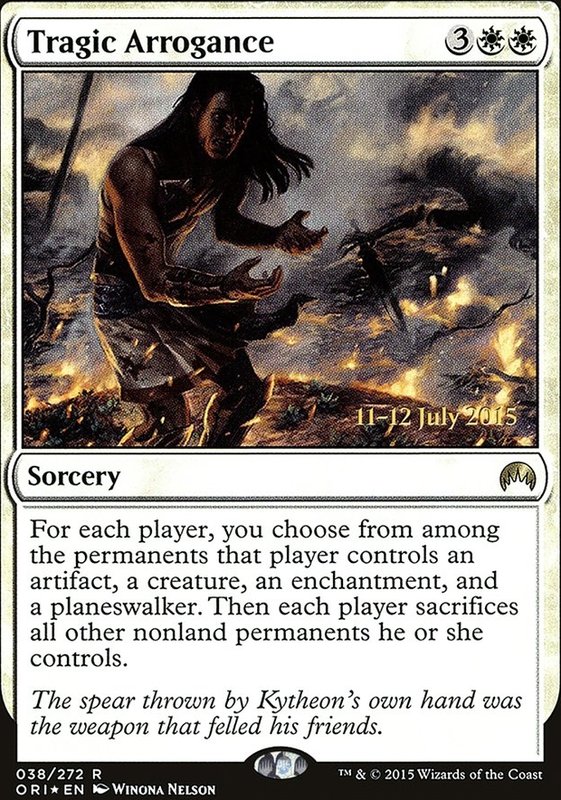 Tragic Arrogance 3
11–12 July 2015
Sorcery
For each player, you choose from among
the permanents that player controls an
artifact, a creature, an enchantment, and
a planeswalker. Then each player sacrifices
all other nonland permanents he or she
controls.
The spear thrown by Kytheon's own hand was
the weapon that felled his friends.
038/272 R
ORI★EN Winona Nelson
™ & © 2015 Wizards of the Coast